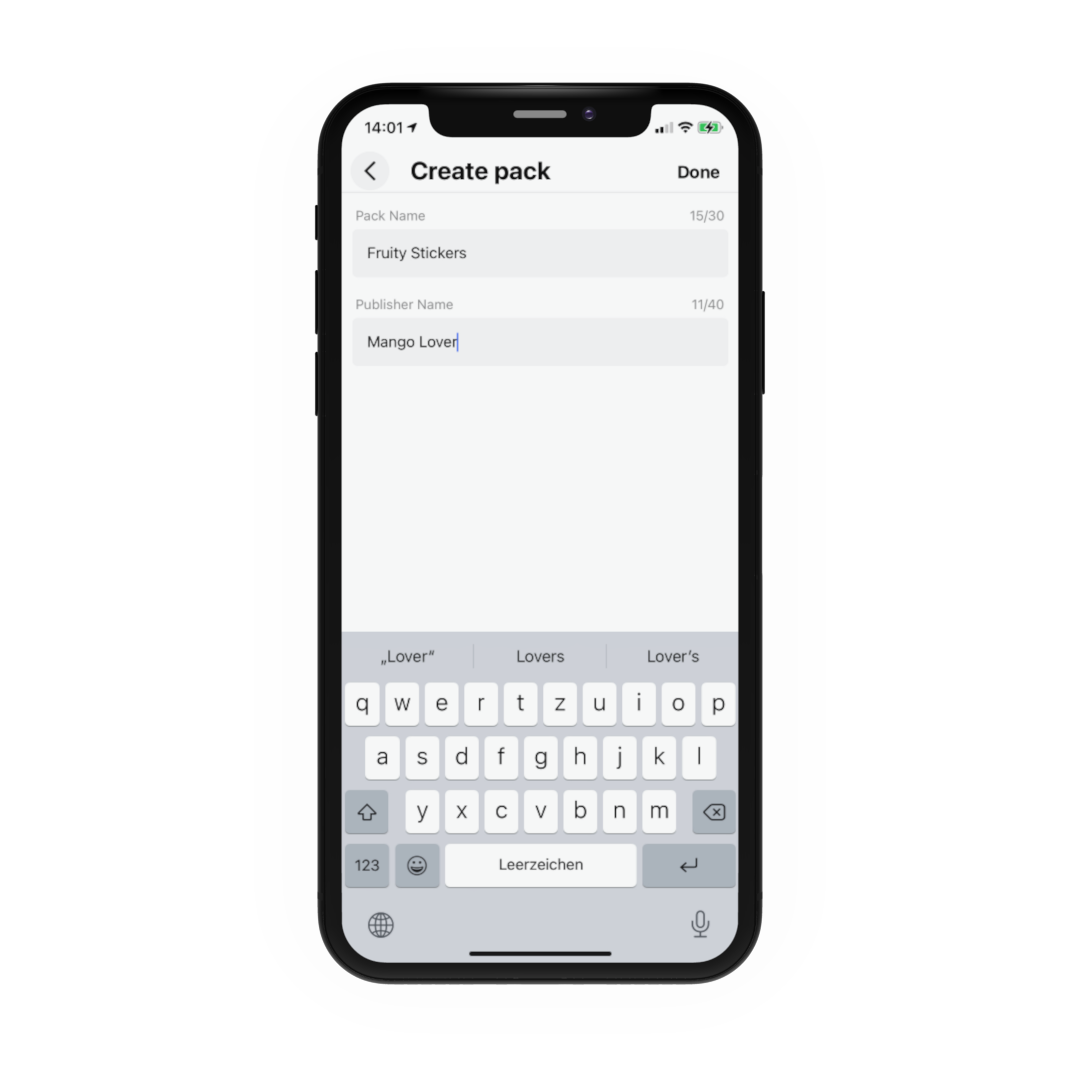 14:01
Create pack
Done
Pack Name 15/30
Fruity Stickers
Publisher Name 11/40
Mango Lover
„Lover“ Lovers Lover's
q w e r t z u i o p
a s d f g h j k l
y x c v b n m
123 Leerzeichen